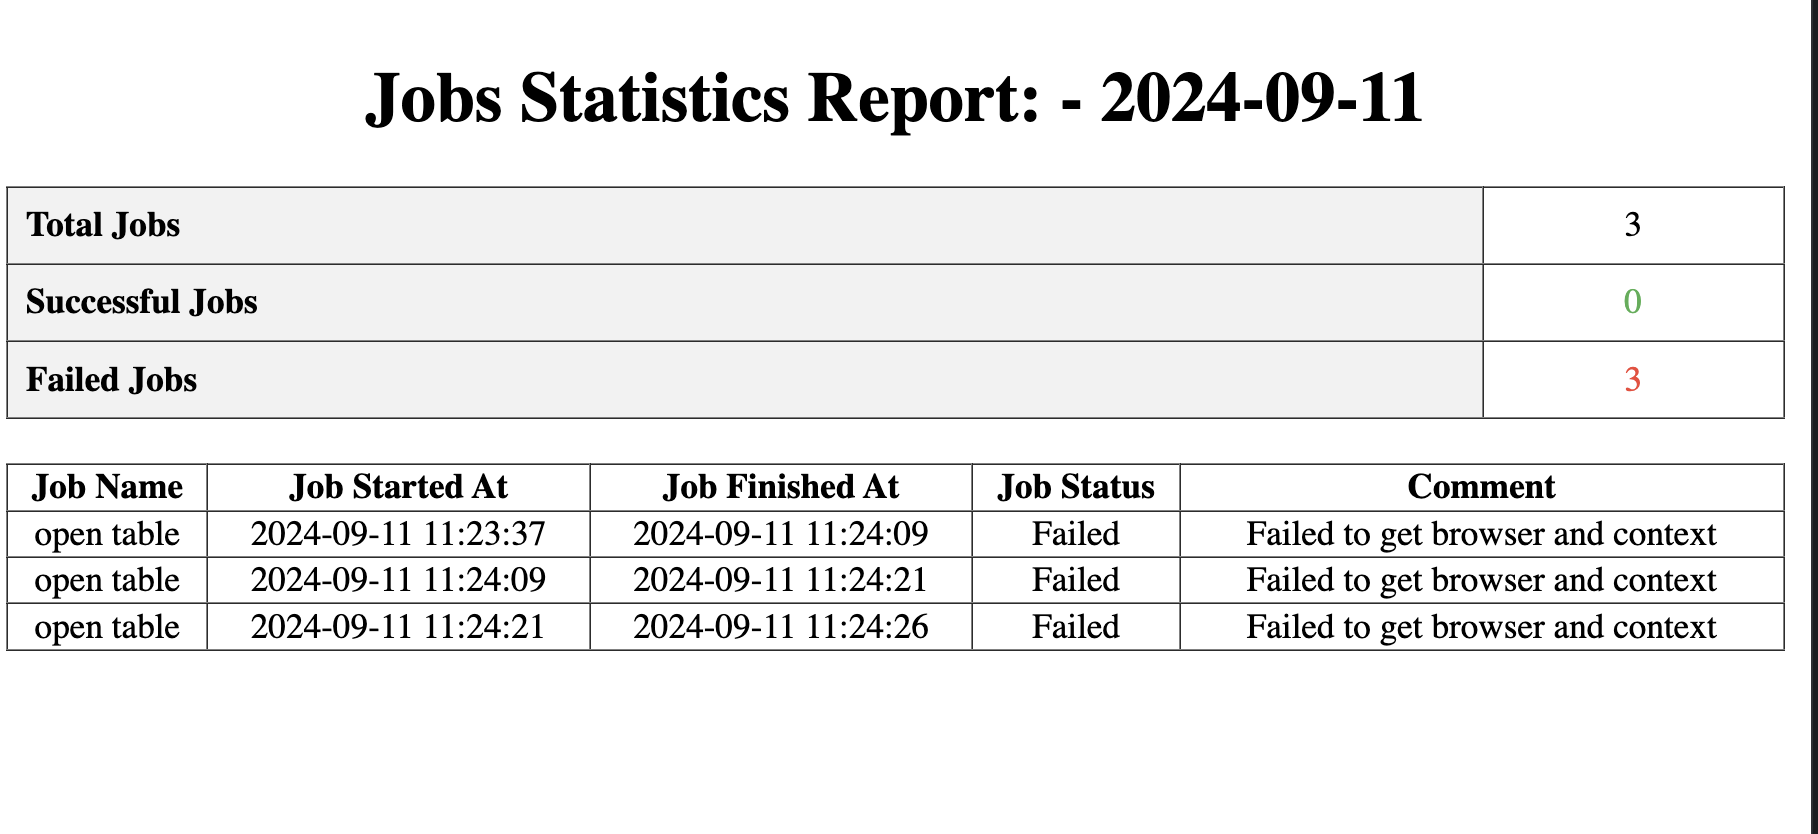 Jobs Statistics Report: - 2024-09-11
Total Jobs 3
Successful Jobs 0
Failed Jobs 3
Job Name Job Started At Job Finished At Job Status Comment
open table 2024-09-11 11:23:37 2024-09-11 11:24:09 Failed Failed to get browser and context
open table 2024-09-11 11:24:09 2024-09-11 11:24:21 Failed Failed to get browser and context
open table 2024-09-11 11:24:21 2024-09-11 11:24:26 Failed Failed to get browser and context